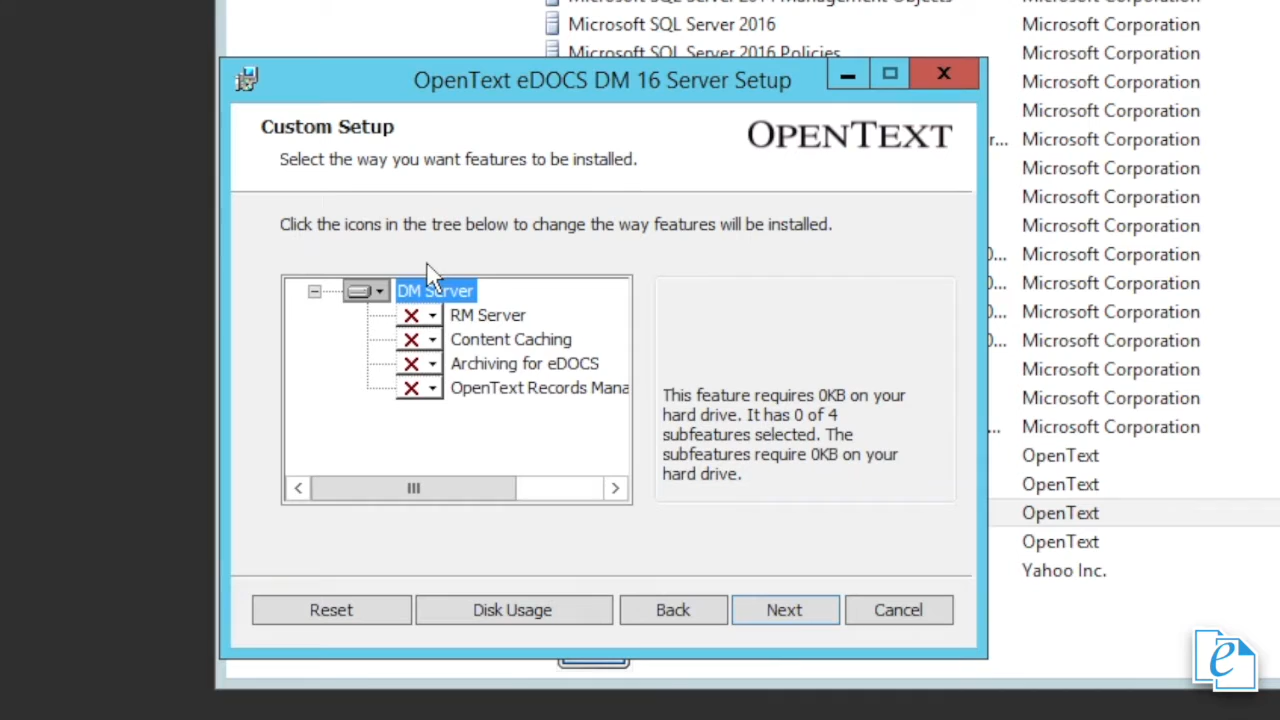 Microsoft Corporation
Microsoft SQL Server 2016
Microsoft Corporation
Microsoft SQL Server 2016 Policies
Microsoft Corporation
OpenText eDOCS DM 16 Server Setup
Custom Setup
OPENTEXT
Select the way you want features to be installed.
Click the icons in the tree below to change the way features will be installed.
DM Server
RM Server
Content Caching
Archiving for eDOCS
OpenText Records Mana
This feature requires 0KB on your
hard drive. It has 0 of 4
subfeatures selected. The
subfeatures require 0KB on your
hard drive.
Reset
Disk Usage
Back
Next
Cancel
Microsoft Corporation
Microsoft Corporation
r... Microsoft Corporation
Microsoft Corporation
Microsoft Corporation
Microsoft Corporation
0... Microsoft Corporation
0... Microsoft Corporation
0... Microsoft Corporation
0... Microsoft Corporation
Microsoft Corporation
Microsoft Corporation
... Microsoft Corporation
OpenText
OpenText
OpenText
OpenText
Yahoo Inc.
e